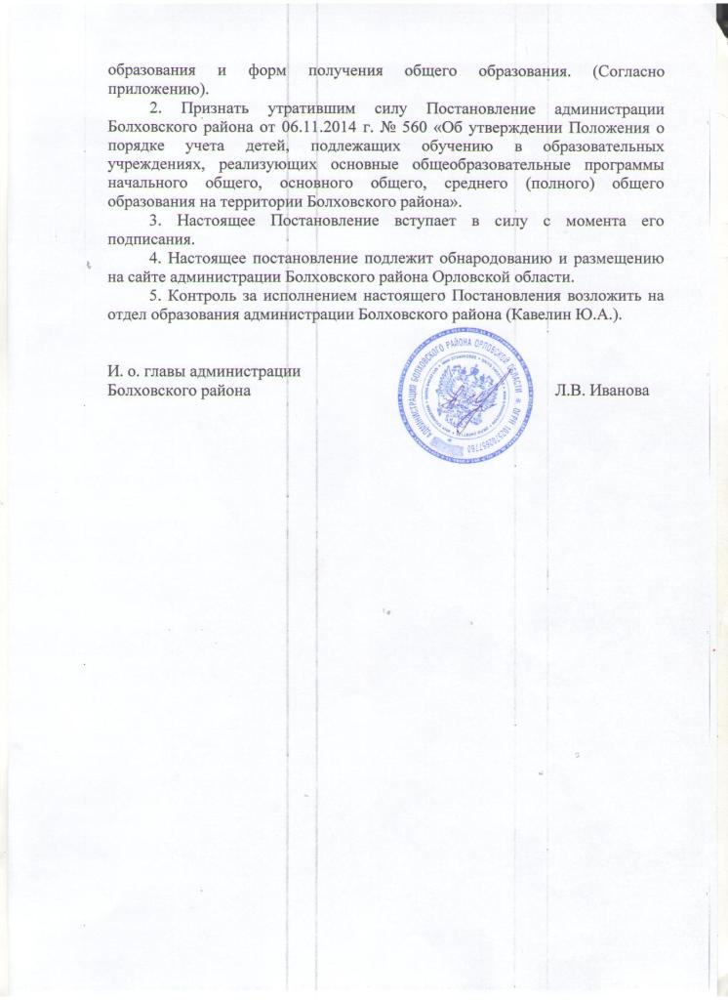 образования и форм получения общего образования. (Согласно
приложению).
2. Признать утратившим силу Постановление администрации
Болховского района от 06.11.2014 г. № 560 «Об утверждении Положения о
порядке учета детей, подлежащих обучению в образовательных
учреждениях, реализующих основные общеобразовательные программы
начального общего, основного общего, среднего (полного) общего
образования на территории Болховского района».
3. Настоящее Постановление вступает в силу с момента его
подписания.
4. Настоящее постановление подлежит обнародованию и размещению
на сайте администрации Болховского района Орловской области.
5. Контроль за исполнением настоящего Постановления возложить на
отдел образования администрации Болховского района (Кавелин Ю.А.).
И. о. главы администрации
Болховского района Л.В. Иванова
АДМИНИСТРАЦИЯ БОЛХОВСКОГО РАЙОНА ОРЛОВСКОЙ ОБЛАСТИ